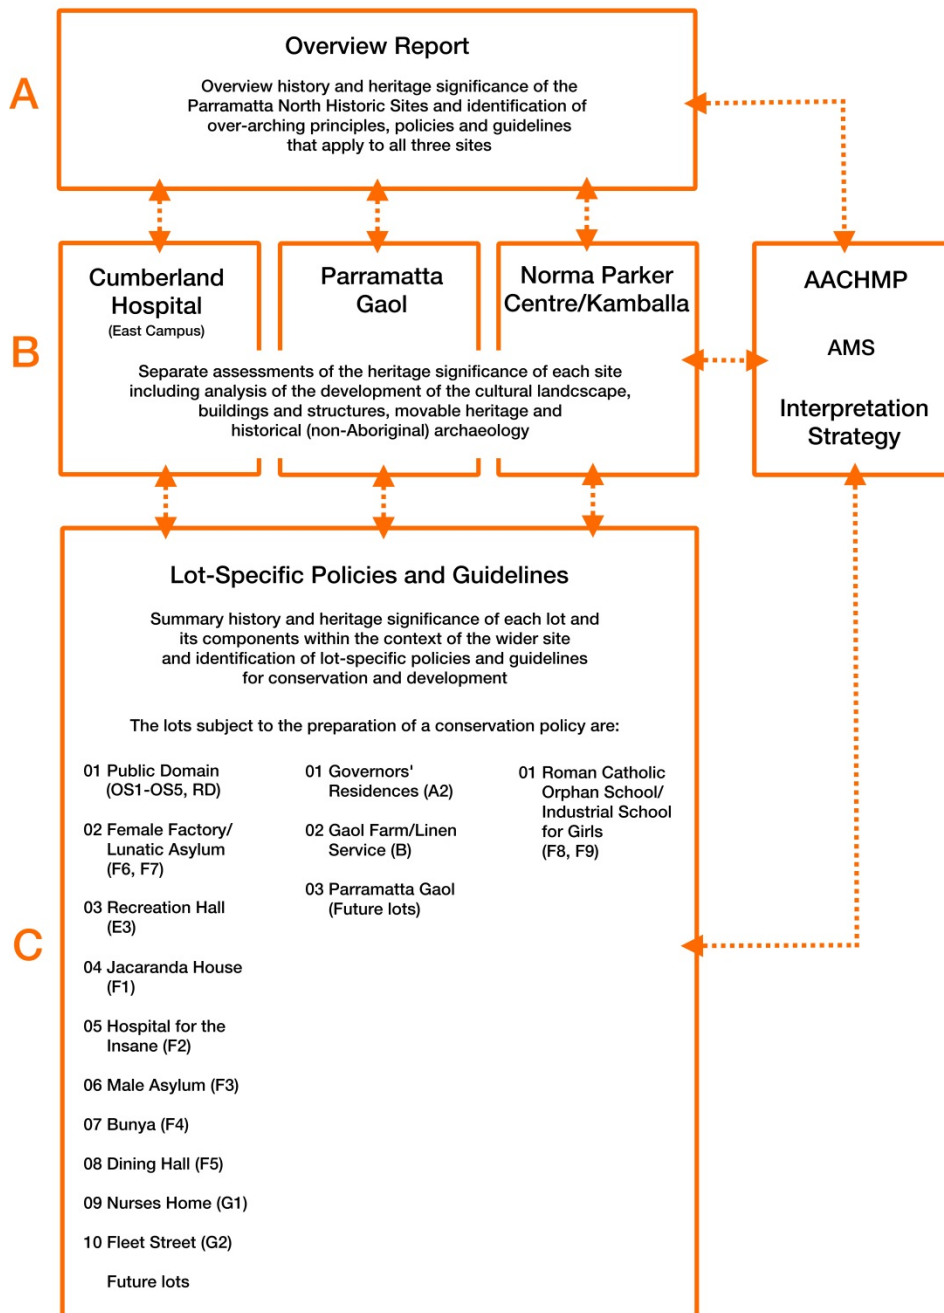 A
Overview Report
Overview history and heritage significance of the
Parramatta North Historic Sites and identification of
over-arching principles, policies and guidelines
that apply to all three sites
B
Cumberland
Hospital
(East Campus)
Parramatta
Gaol
Norma Parker
Centre/Kamballa
Separate assessments of the heritage significance of each site
including analysis of the development of the cultural landcscape,
buildings and structures, movable heritage and
historical (non-Aboriginal) archaeology
AACHMP
AMS
Interpretation
Strategy
C
Lot-Specific Policies and Guidelines
Summary history and heritage significance of each lot and
its components within the context of the wider site
and identification of lot-specific policies and guidelines
for conservation and development
The lots subject to the preparation of a conservation policy are:
01 Public Domain
(OS1-OS5, RD)
02 Female Factory/
Lunatic Asylum
(F6, F7)
03 Recreation Hall
(E3)
04 Jacaranda House
(F1)
05 Hospital for the
Insane (F2)
06 Male Asylum (F3)
07 Bunya (F4)
08 Dining Hall (F5)
09 Nurses Home (G1)
10 Fleet Street (G2)
Future lots
01 Governors'
Residences (A2)
02 Gaol Farm/Linen
Service (B)
03 Parramatta Gaol
(Future lots)
01 Roman Catholic
Orphan School/
Industrial School
for Girls
(F8, F9)